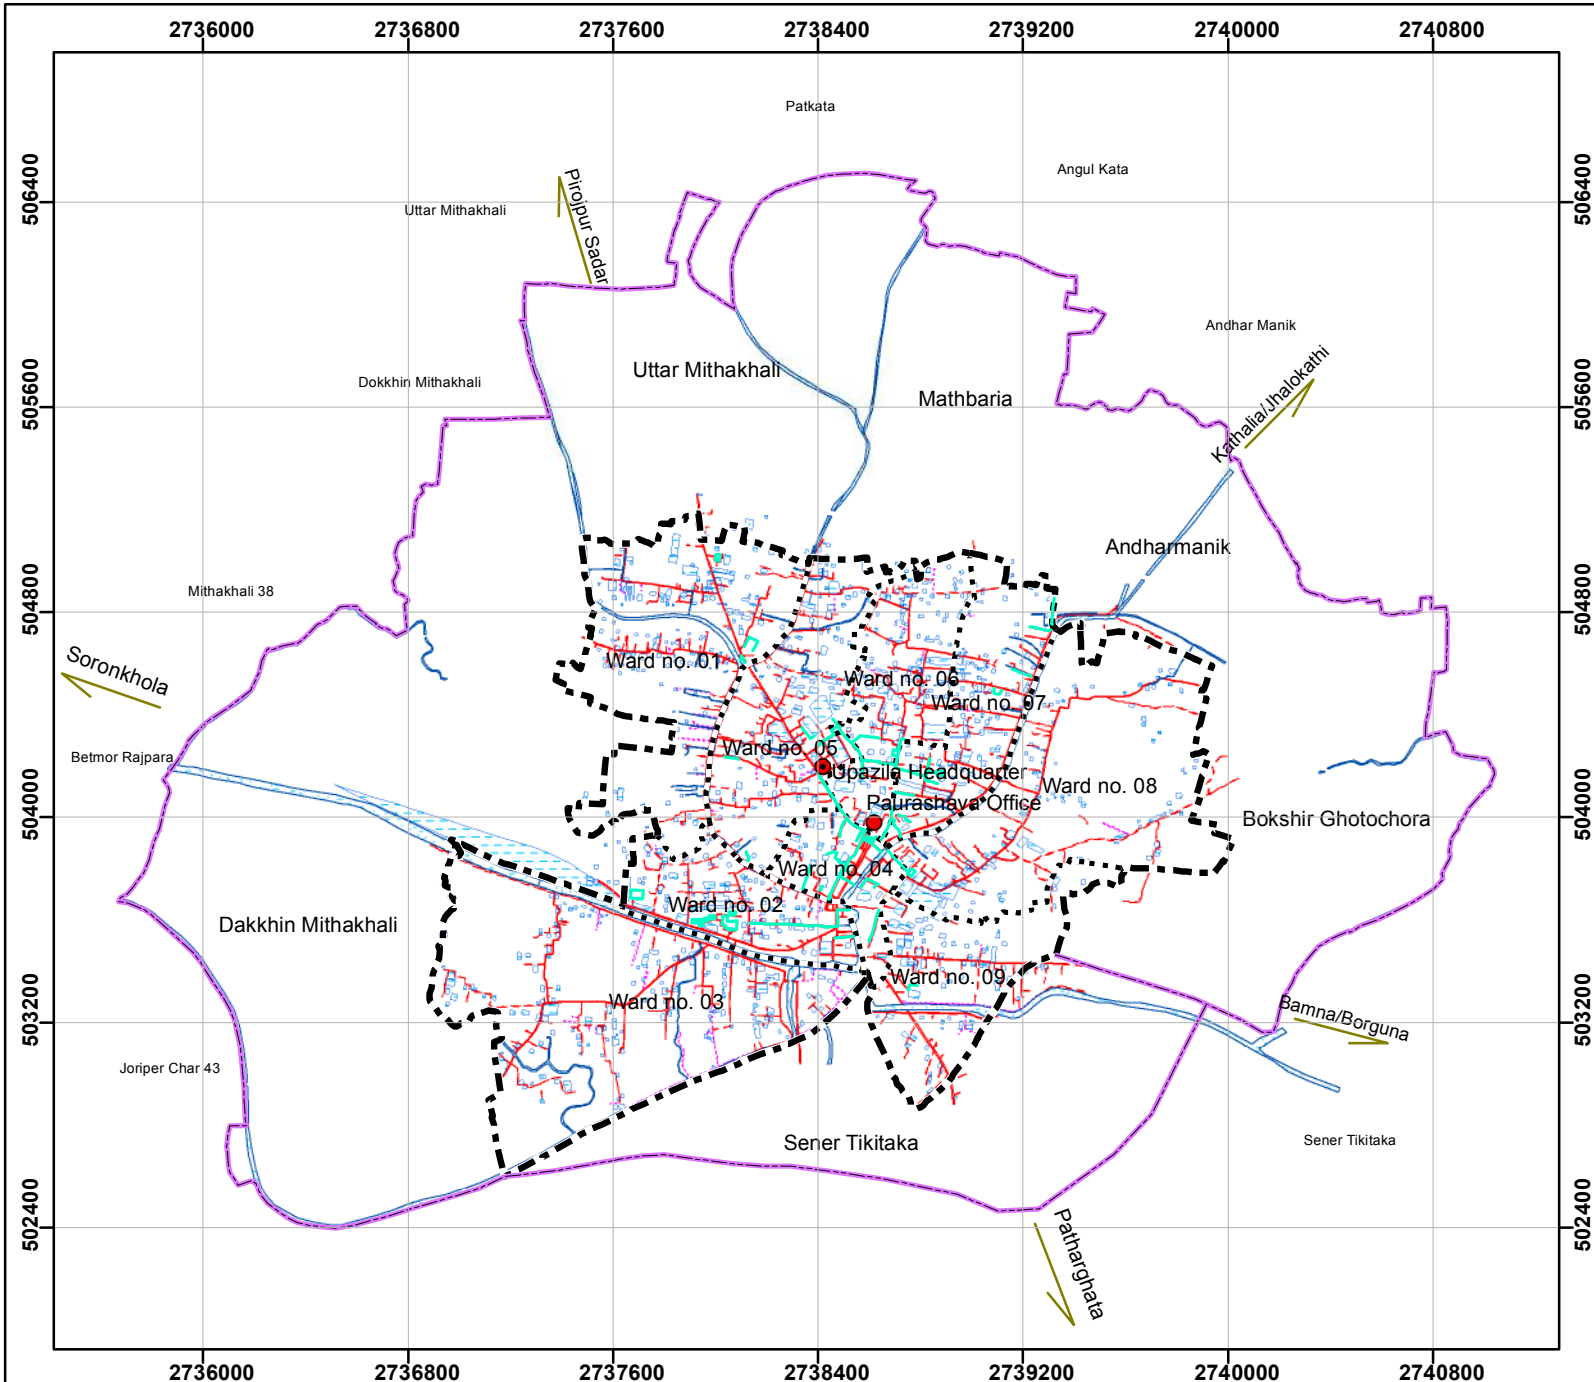 2736000 2736800 2737600 2738400 2739200 2740000 2740800
Patkata
Angul Kata
506400
506400
Pirojpur Sadar
Uttar Mithakhali
Andhar Manik
Kathalia/Jhalokathi
Dokkhin Mithakhali
Uttar Mithakhali
Mathbaria
505600
505600
Andharmanik
Mithakhali 38
504800
504800
Soronkhola
Ward no. 01
Ward no. 06
Ward no. 07
Betmor Rajpara
Ward no. 05
Upazila Headquarter
Ward no. 08
Paurashava Office
Bokshir Ghotochora
504000
504000
Ward no. 04
Ward no. 02
Dakkhin Mithakhali
Ward no. 09
Ward no. 03
503200
503200
Bamna/Borguna
Joriper Char 43
Sener Tikitaka
Sener Tikitaka
502400
502400
Patharghata
2736000 2736800 2737600 2738400 2739200 2740000 2740800